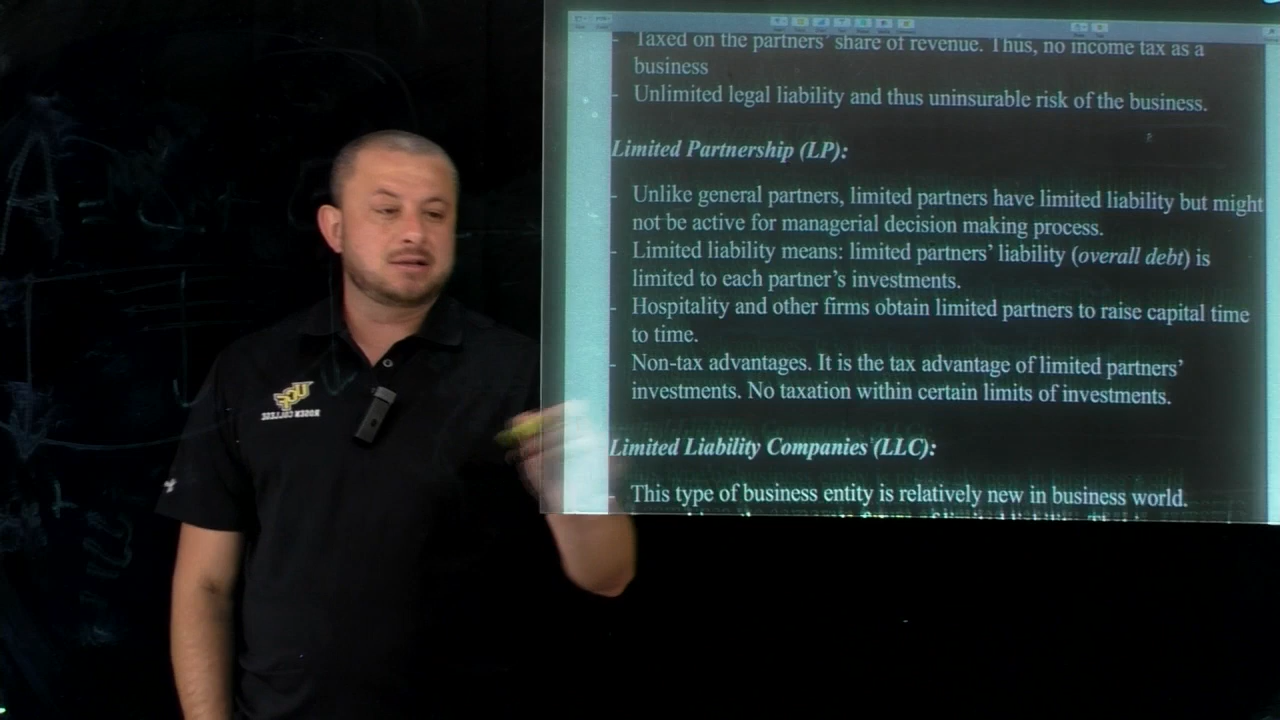 Taxed on the partners' share of revenue. Thus, no income tax as a
business
Unlimited legal liability and thus uninsurable risk of the business.
Limited Partnership (LP):
Unlike general partners, limited partners have limited liability but might
not be active for managerial decision making process.
Limited liability means: limited partners' liability (overall debt) is
limited to each partner's investments.
Hospitality and other firms obtain limited partners to raise capital time
to time.
Non-tax advantages. It is the tax advantage of limited partners'
investments. No taxation within certain limits of investments.
Limited Liability Companies (LLC):
This type of business entity is relatively new in business world.
UCF
ROSEN COLLEGE